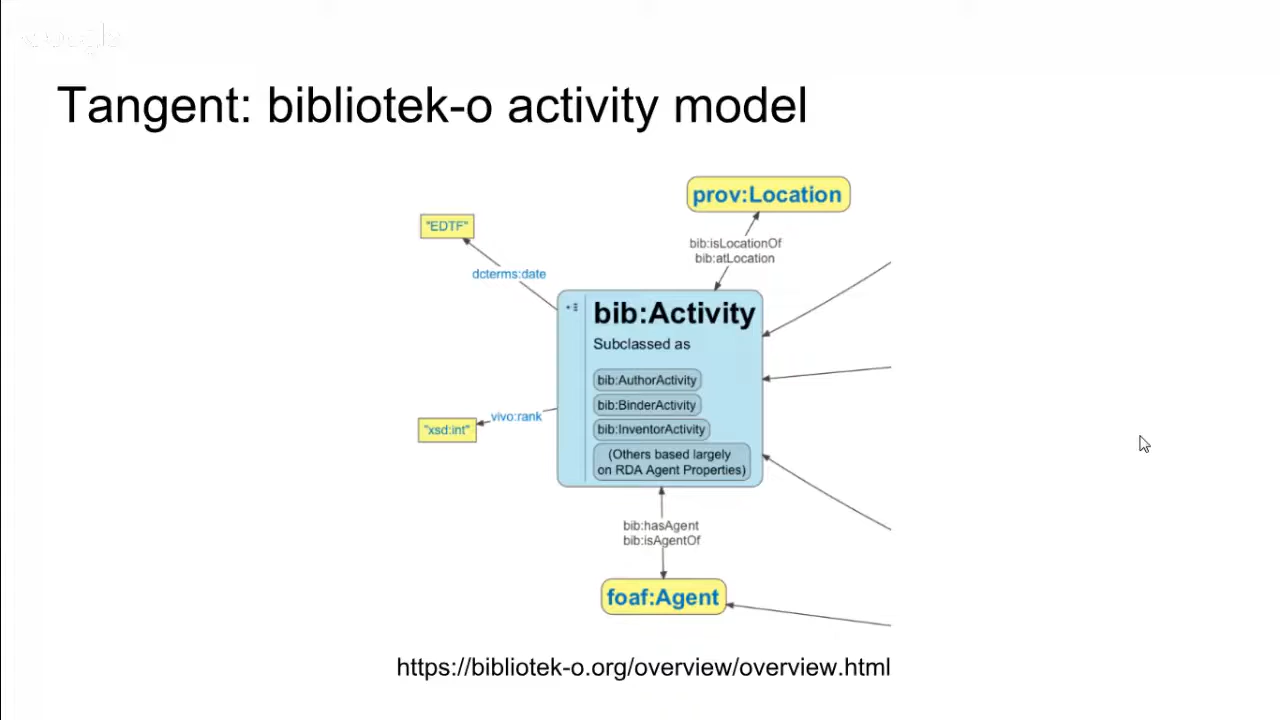 Tangent: bibliotek-o activity model
prov:Location
"EDTF"
bib:isLocationOf
bib:atLocation
dcterms:date
bib:Activity
Subclassed as
bib:AuthorActivity
bib:BinderActivity
vivo:rank
"xsd:int"
bib:InventorActivity
(Others based largely
on RDA Agent Properties)
bib:hasAgent
bib:isAgentOf
foaf:Agent
https://bibliotek-o.org/overview/overview.html